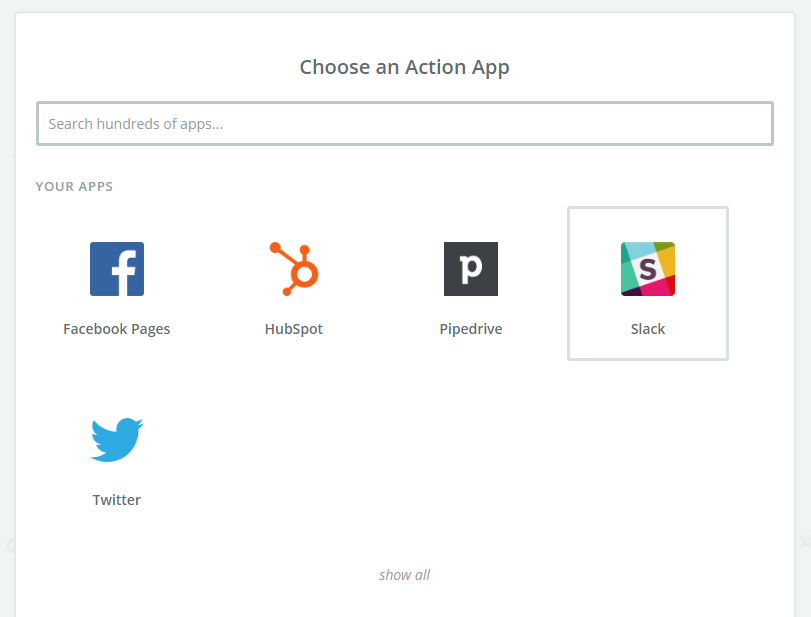 Choose an Action App
Search hundreds of apps...
YOUR APPS
Facebook Pages
HubSpot
Pipedrive
Slack
Twitter
show all